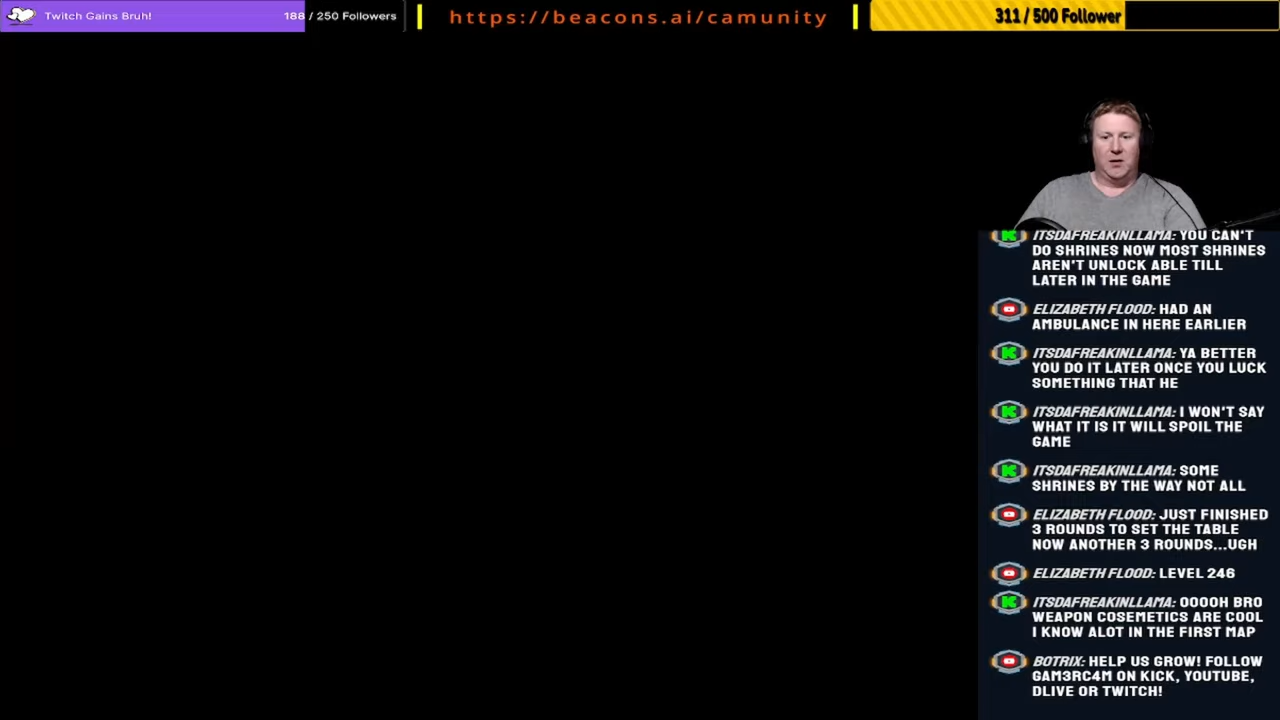 Twitch Gains Bruh! 188 / 250 Followers
https://beacons.ai/camunity
311 / 500 Follower
ITSDAFREAKINLLAMA: YOU CAN'T
DO SHRINES NOW MOST SHRINES
AREN'T UNLOCK ABLE TILL
LATER IN THE GAME
ELIZABETH FLOOD: HAD AN
AMBULANCE IN HERE EARLIER
ITSDAFREAKINLLAMA: YA BETTER
YOU DO IT LATER ONCE YOU LUCK
SOMETHING THAT HE
ITSDAFREAKINLLAMA: I WON'T SAY
WHAT IT IS IT WILL SPOIL THE
GAME
ITSDAFREAKINLLAMA: SOME
SHRINES BY THE WAY NOT ALL
ELIZABETH FLOOD: JUST FINISHED
3 ROUNDS TO SET THE TABLE
NOW ANOTHER 3 ROUNDS...UGH
ELIZABETH FLOOD: LEVEL 246
ITSDAFREAKINLLAMA: OOOOH BRO
WEAPON COSEMETICS ARE COOL
I KNOW ALOT IN THE FIRST MAP
BOTRIX: HELP US GROW! FOLLOW
GAM3RC4M ON KICK, YOUTUBE,
DLIVE OR TWITCH!